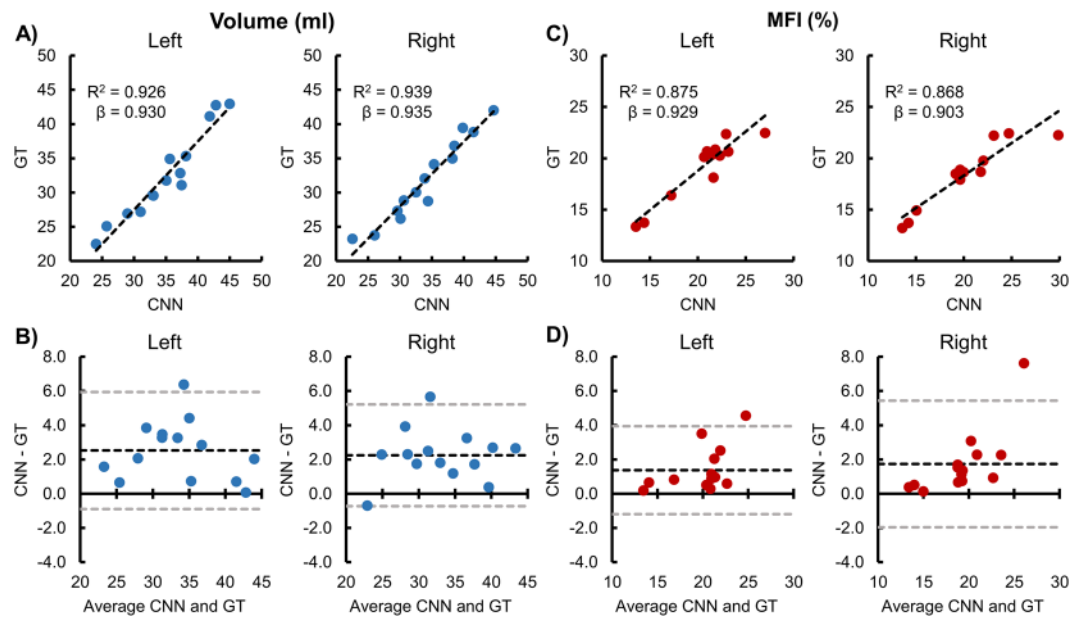 Volume (ml)
MFI (%)
A)
Left
Right
C)
Left
Right
50
45
40
35
30
25
20
GT
R² = 0.926
β = 0.930
20 25 30 35 40 45 50
CNN
50
45
40
35
30
25
20
GT
R² = 0.939
β = 0.935
20 25 30 35 40 45 50
CNN
30
25
20
15
10
GT
R² = 0.875
β = 0.929
10 15 20 25 30
CNN
30
25
20
15
10
GT
R² = 0.868
β = 0.903
10 15 20 25 30
CNN
B)
Left
Right
D)
Left
Right
8.0
6.0
4.0
2.0
0.0
-2.0
-4.0
CNN - GT
20 25 30 35 40 45
Average CNN and GT
8.0
6.0
4.0
2.0
0.0
-2.0
-4.0
CNN - GT
20 25 30 35 40 45
Average CNN and GT
8.0
6.0
4.0
2.0
0.0
-2.0
-4.0
CNN - GT
10 15 20 25 30
Average CNN and GT
8.0
6.0
4.0
2.0
0.0
-2.0
-4.0
CNN - GT
10 15 20 25 30
Average CNN and GT